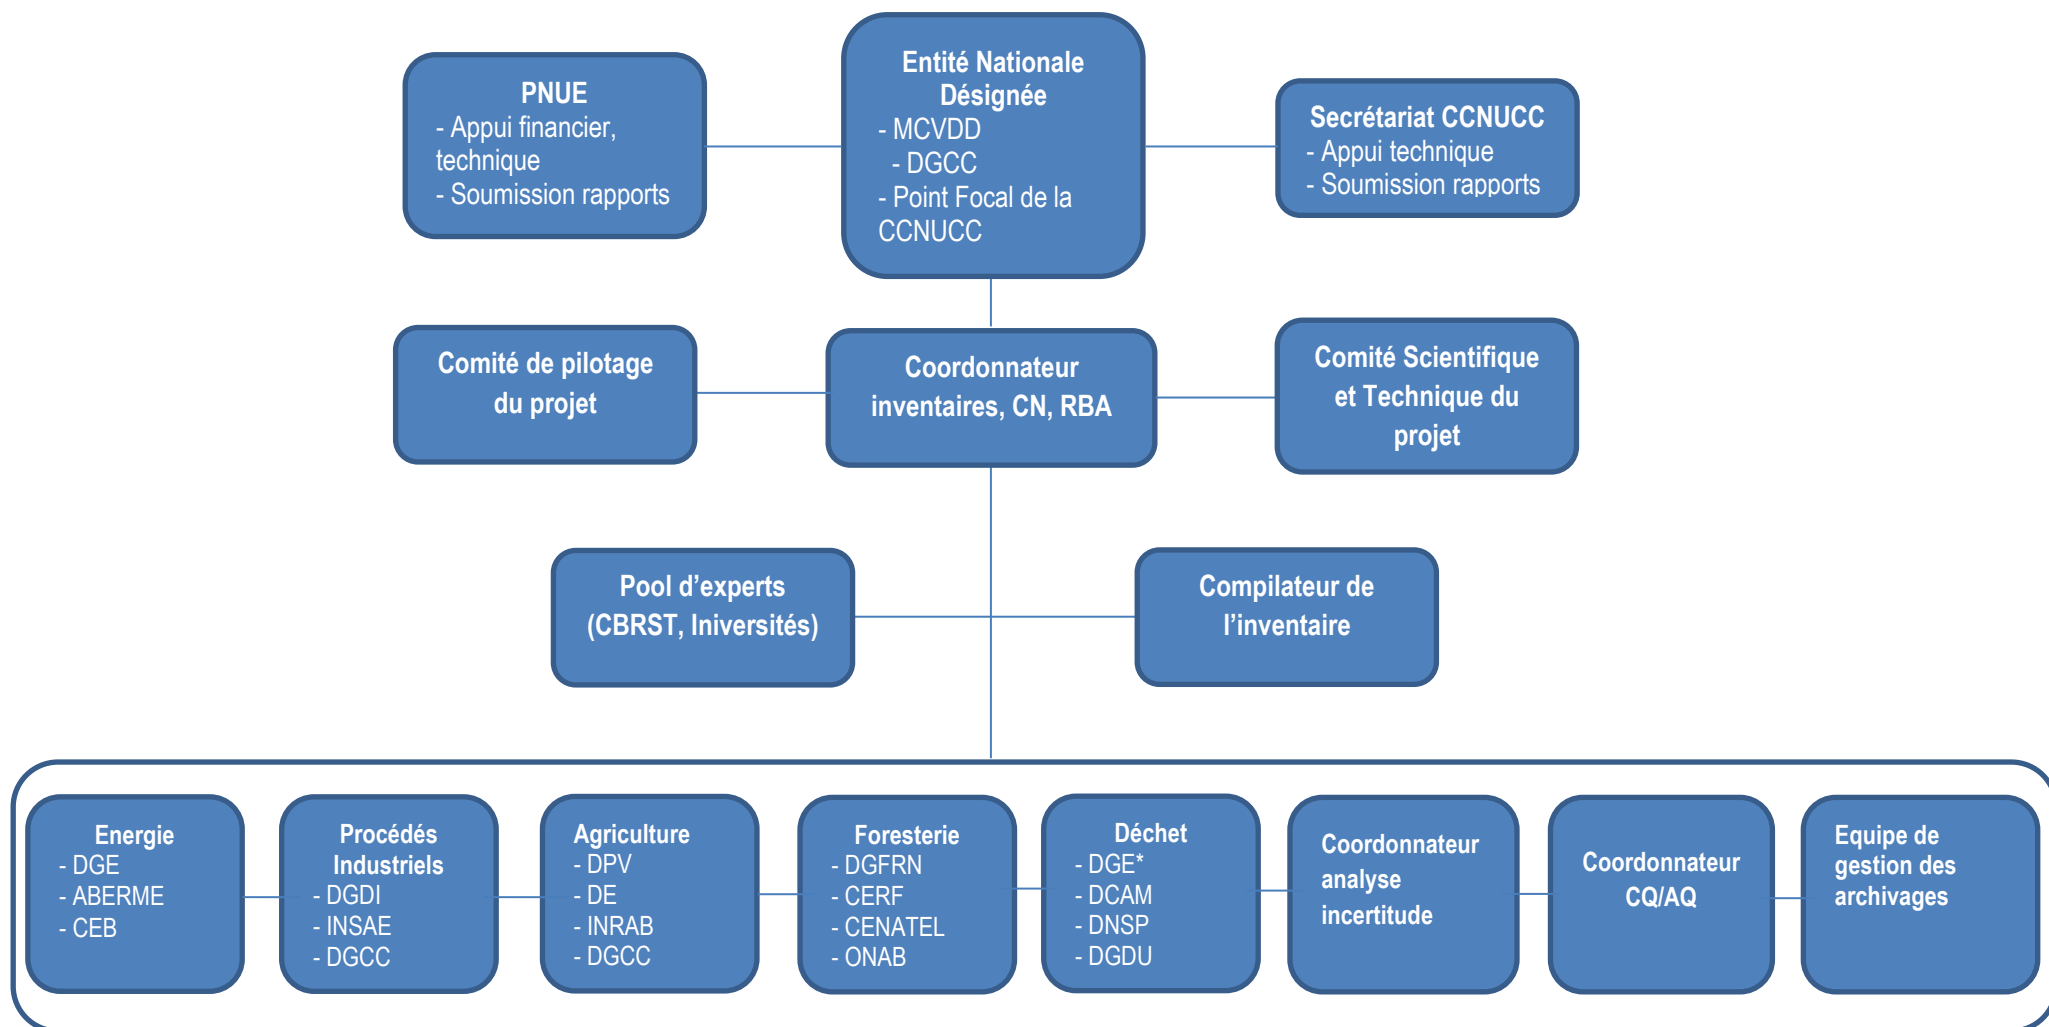 PNUE
- Appui financier,
technique
- Soumission rapports
Entité Nationale
Désignée
- MCVDD
- DGCC
- Point Focal de la
CCNUCC
Secrétariat CCNUCC
- Appui technique
- Soumission rapports
Comité de pilotage
du projet
Coordonnateur
inventaires, CN, RBA
Comité Scientifique
et Technique du
projet
Pool d’experts
(CBRST, Iniversités)
Compilateur de
l’inventaire
Energie
- DGE
- ABERME
- CEB
Procédés
Industriels
- DGDI
- INSAE
- DGCC
Agriculture
- DPV
- DE
- INRAB
- DGCC
Foresterie
- DGFRN
- CERF
- CENATEL
- ONAB
Déchet
- DGE*
- DCAM
- DNSP
- DGDU
Coordonnateur
analyse
incertitude
Coordonnateur
CQ/AQ
Equipe de
gestion des
archivages